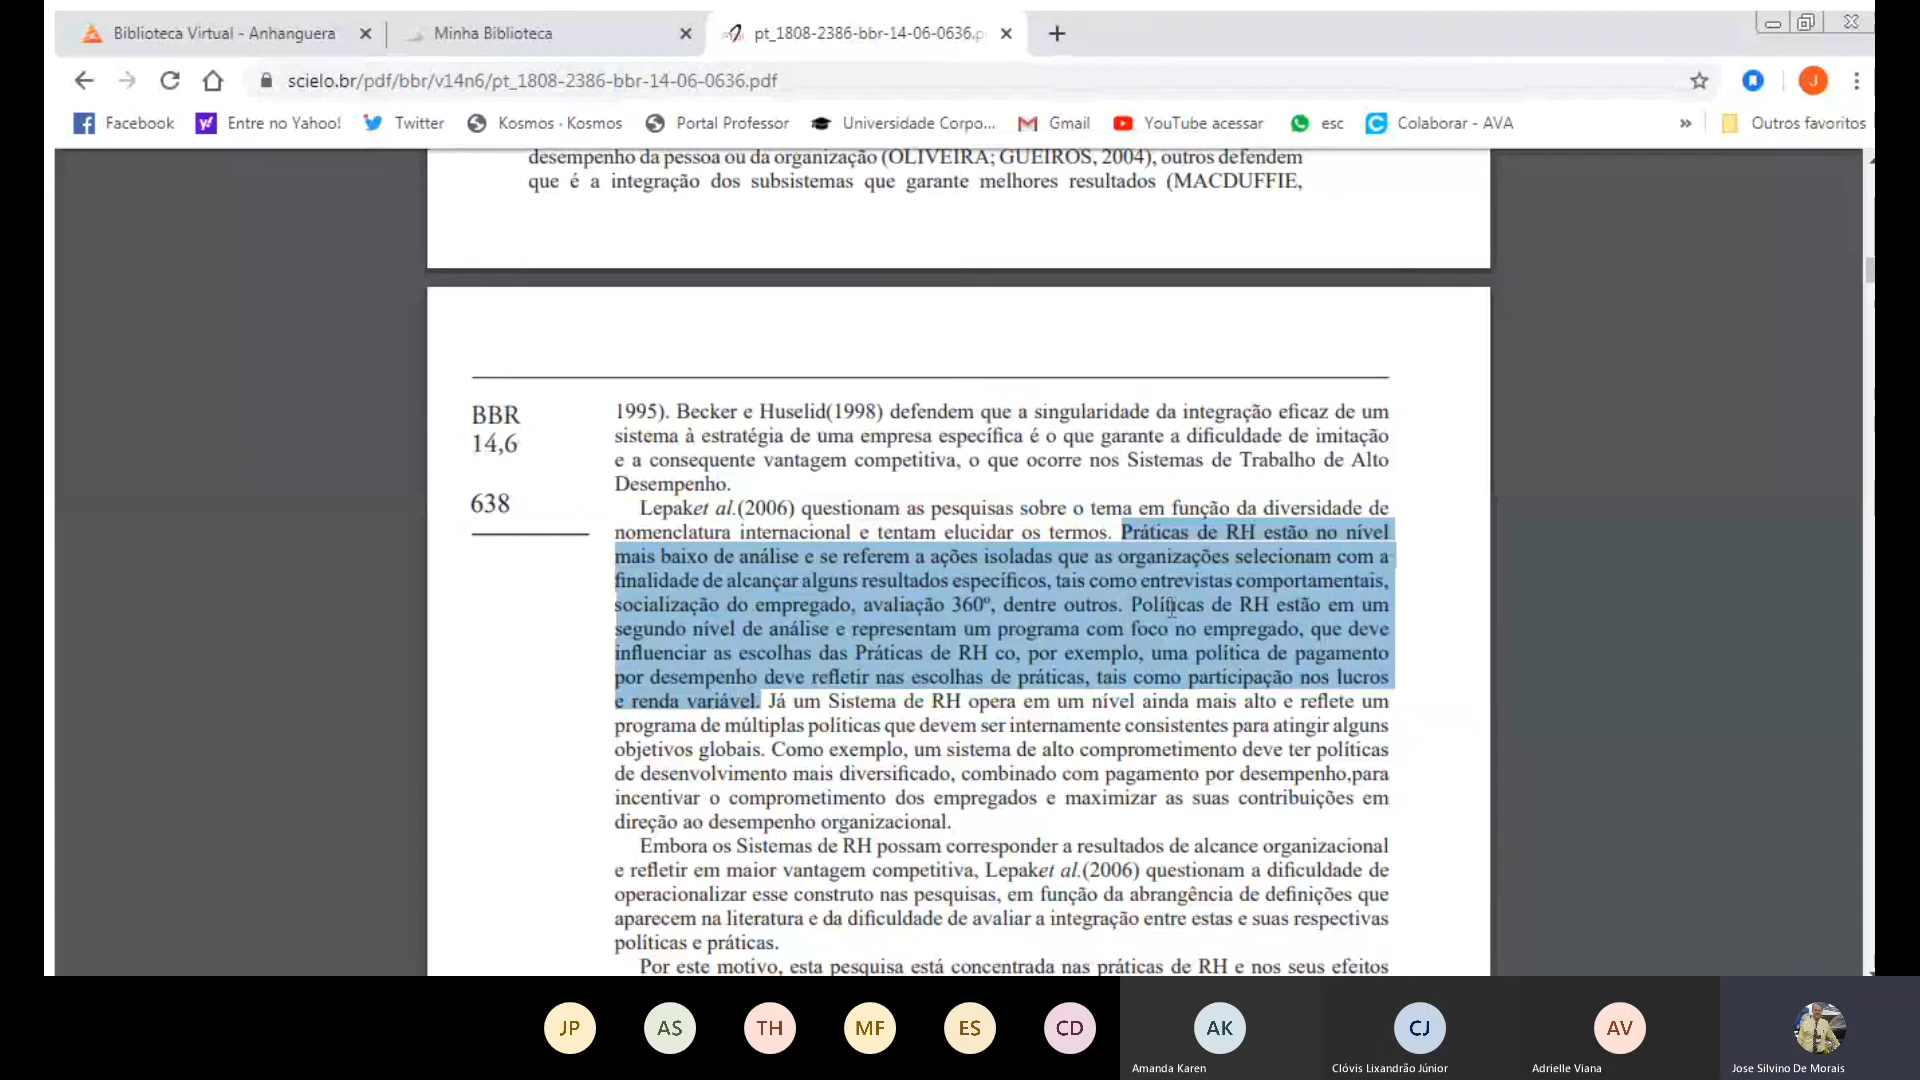 Biblioteca Virtual - Anhanguera
Minha Biblioteca
pt_1808-2386-bbr-14-06-0636.p
scielo.br/pdf/bbr/v14n6/pt_1808-2386-bbr-14-06-0636.pdf
J
Facebook
Entre no Yahoo!
Twitter
Kosmos · Kosmos
Portal Professor
Universidade Corpo...
Gmail
YouTube acessar
esc
Colaborar - AVA
»
Outros favoritos
desempenho da pessoa ou da organização (OLIVEIRA; GUEIROS, 2004), outros defendem
que é a integração dos subsistemas que garante melhores resultados (MACDUFFIE,
BBR
14,6
638
1995). Becker e Huselid(1998) defendem que a singularidade da integração eficaz de um
sistema à estratégia de uma empresa específica é o que garante a dificuldade de imitação
e a consequente vantagem competitiva, o que ocorre nos Sistemas de Trabalho de Alto
Desempenho.
Lepaket al.(2006) questionam as pesquisas sobre o tema em função da diversidade de
nomenclatura internacional e tentam elucidar os termos. Práticas de RH estão no nível
mais baixo de análise e se referem a ações isoladas que as organizações selecionam com a
finalidade de alcançar alguns resultados específicos, tais como entrevistas comportamentais,
socialização do empregado, avaliação 360º, dentre outros. Políticas de RH estão em um
segundo nível de análise e representam um programa com foco no empregado, que deve
influenciar as escolhas das Práticas de RH co, por exemplo, uma política de pagamento
por desempenho deve refletir nas escolhas de práticas, tais como participação nos lucros
e renda variável. Já um Sistema de RH opera em um nível ainda mais alto e reflete um
programa de múltiplas políticas que devem ser internamente consistentes para atingir alguns
objetivos globais. Como exemplo, um sistema de alto comprometimento deve ter políticas
de desenvolvimento mais diversificado, combinado com pagamento por desempenho,para
incentivar o comprometimento dos empregados e maximizar as suas contribuições em
direção ao desempenho organizacional.
Embora os Sistemas de RH possam corresponder a resultados de alcance organizacional
e refletir em maior vantagem competitiva, Lepaket al.(2006) questionam a dificuldade de
operacionalizar esse construto nas pesquisas, em função da abrangência de definições que
aparecem na literatura e da dificuldade de avaliar a integração entre estas e suas respectivas
políticas e práticas.
Por este motivo, esta pesquisa está concentrada nas práticas de RH e nos seus efeitos
JP
AS
TH
MF
ES
CD
AK
CJ
AV
Amanda Karen
Clóvis Lixandrão Júnior
Adrielle Viana
Jose Silvino De Morais